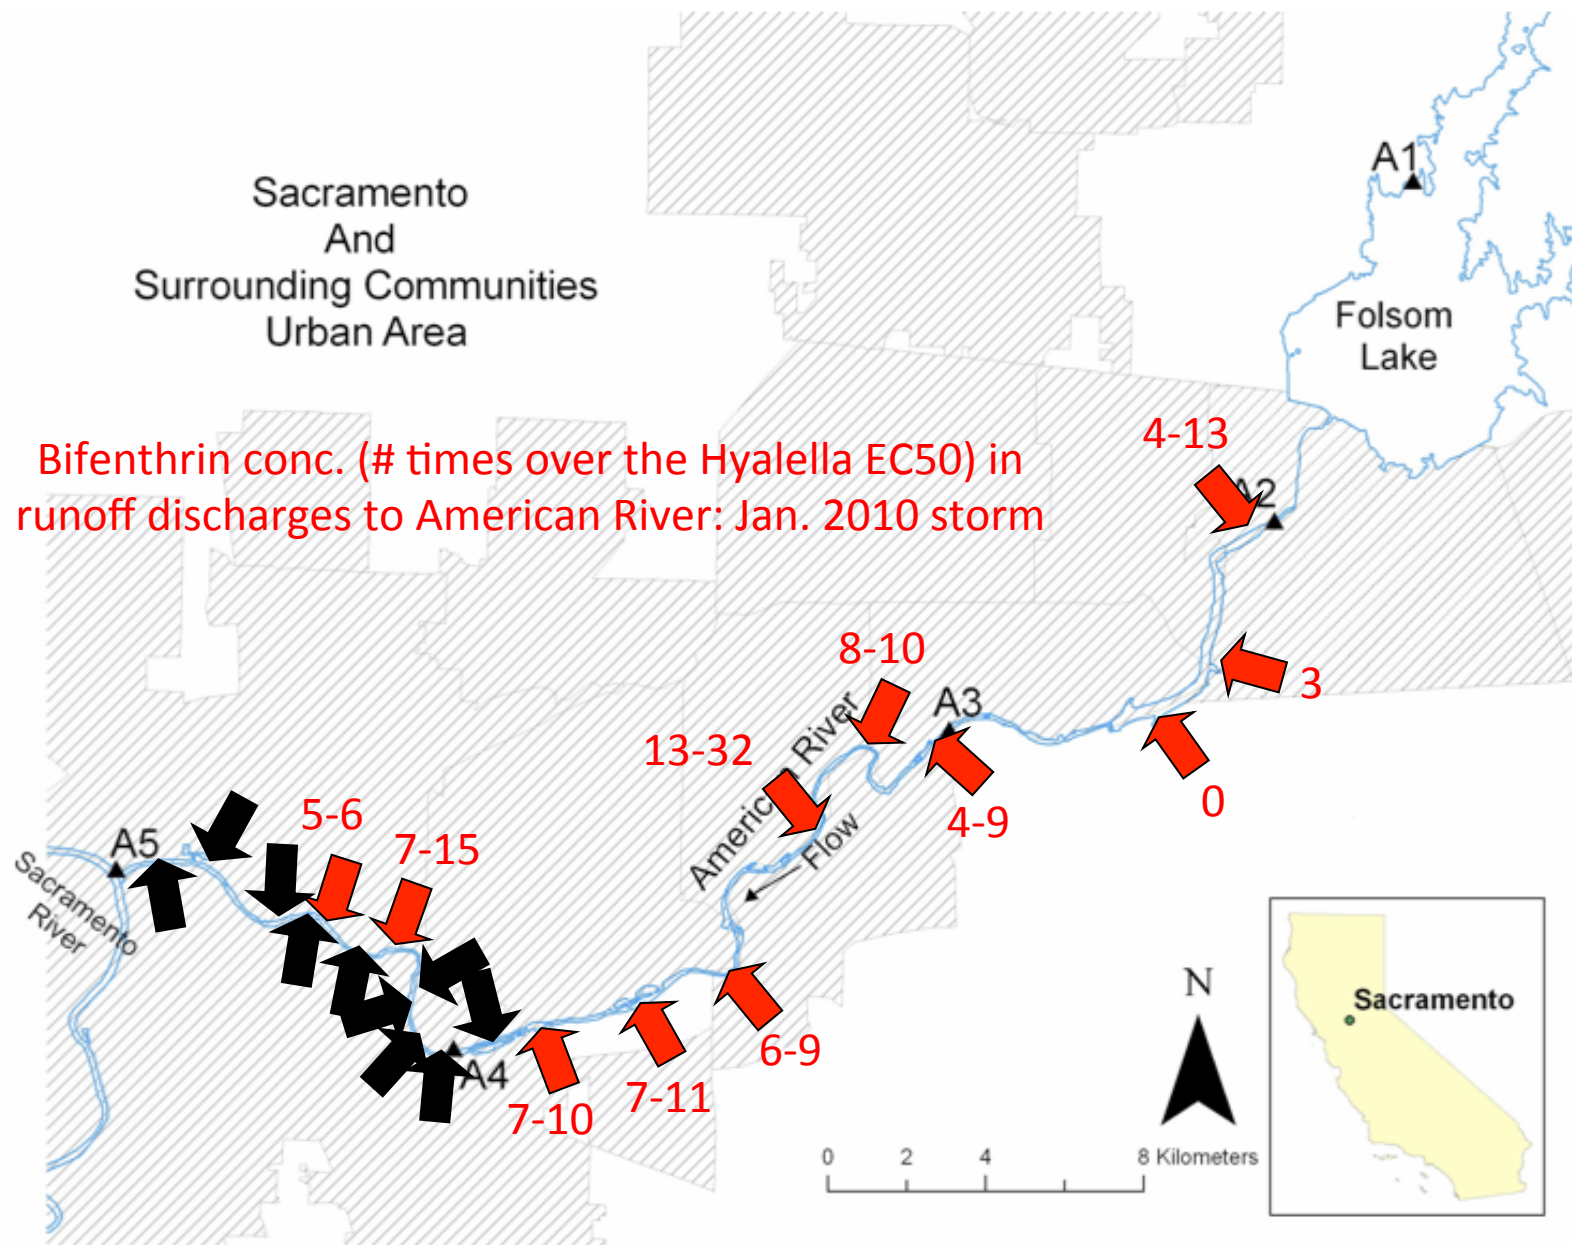 Sacramento
And
Surrounding Communities
Urban Area
A1
Folsom
Lake
4-13
Bifenthrin conc. (# times over the Hyalella EC50) in
runoff discharges to American River: Jan. 2010 storm
A2
8-10
3
A3
American River
13-32
0
4-9
Flow
5-6
7-15
A5
Sacramento
River
N
Sacramento
6-9
A4
7-11
7-10
0 2 4 8 Kilometers